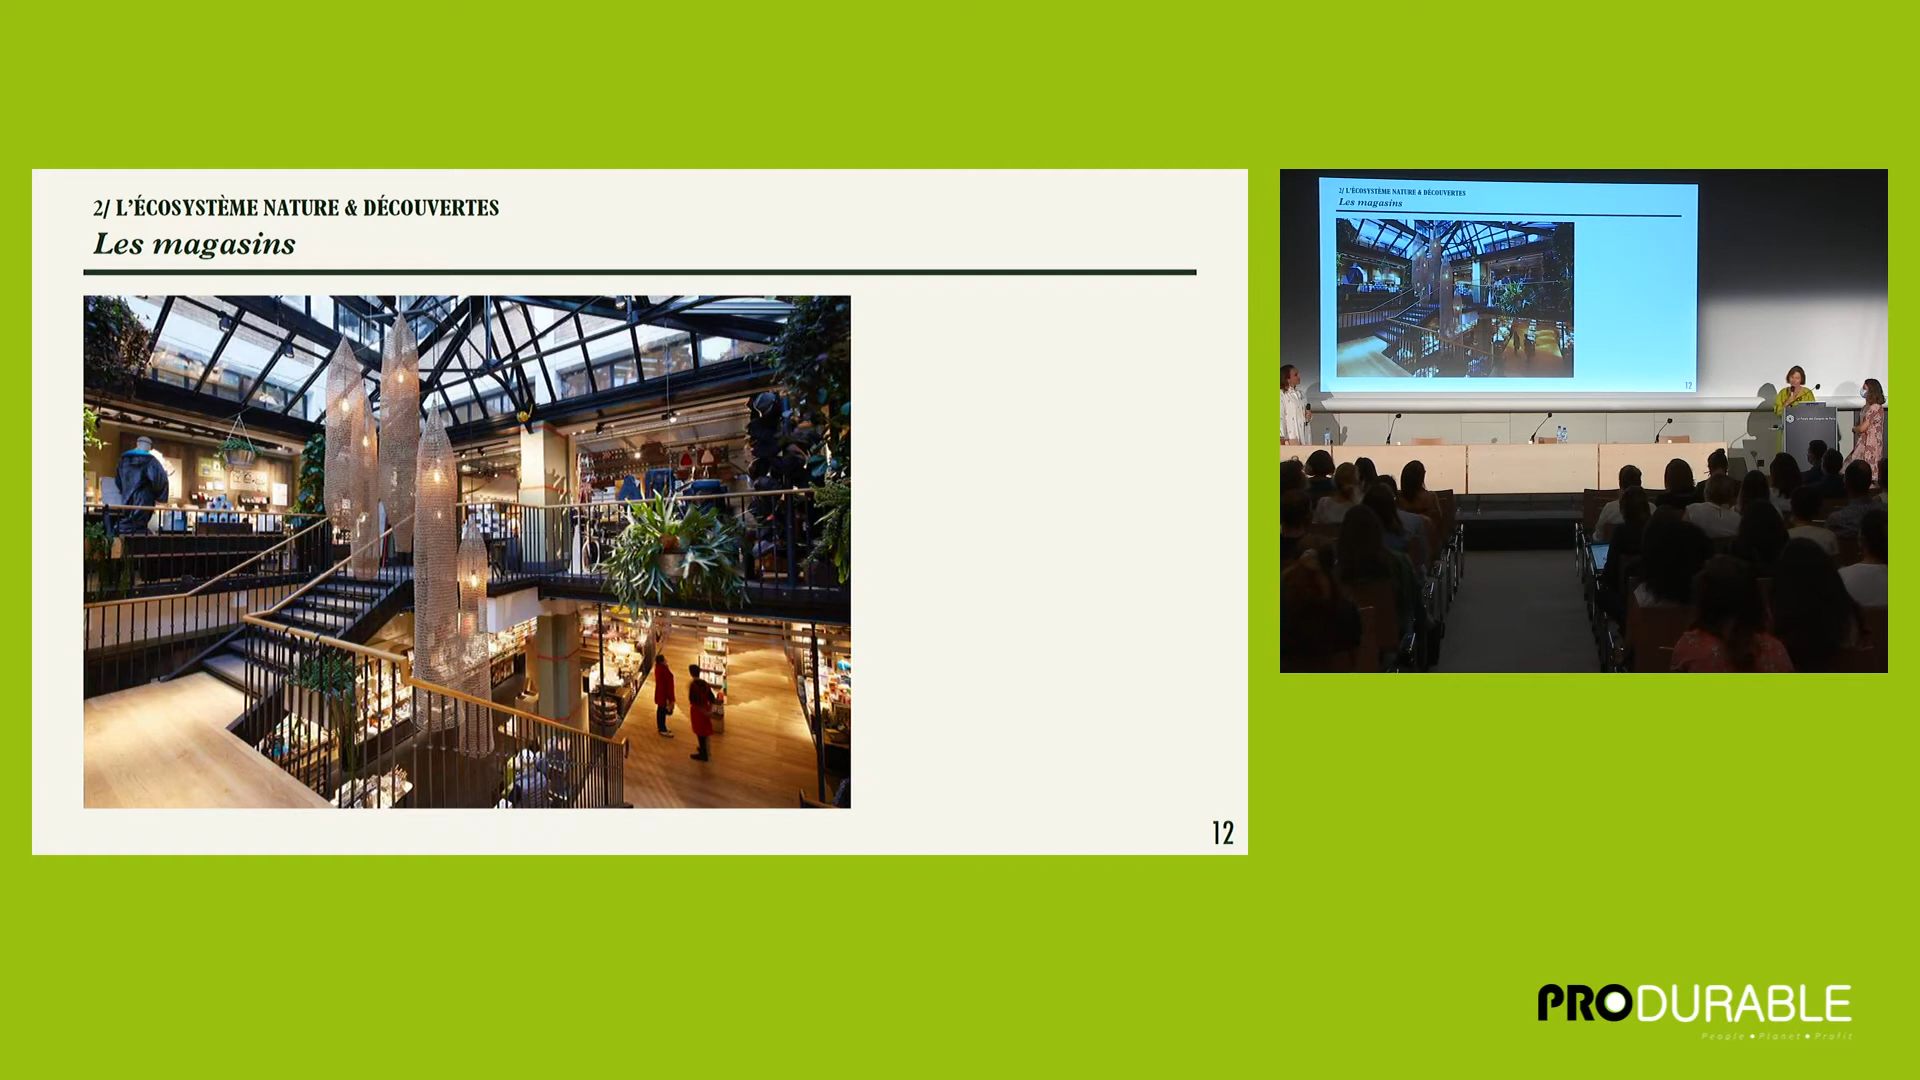 2/ L'ÉCOSYSTÈME NATURE & DÉCOUVERTES
Les magasins
12
2/ L'ÉCOSYSTÈME NATURE & DÉCOUVERTES
Les magasins
12
PRODURABLE
People • Planet • Profit